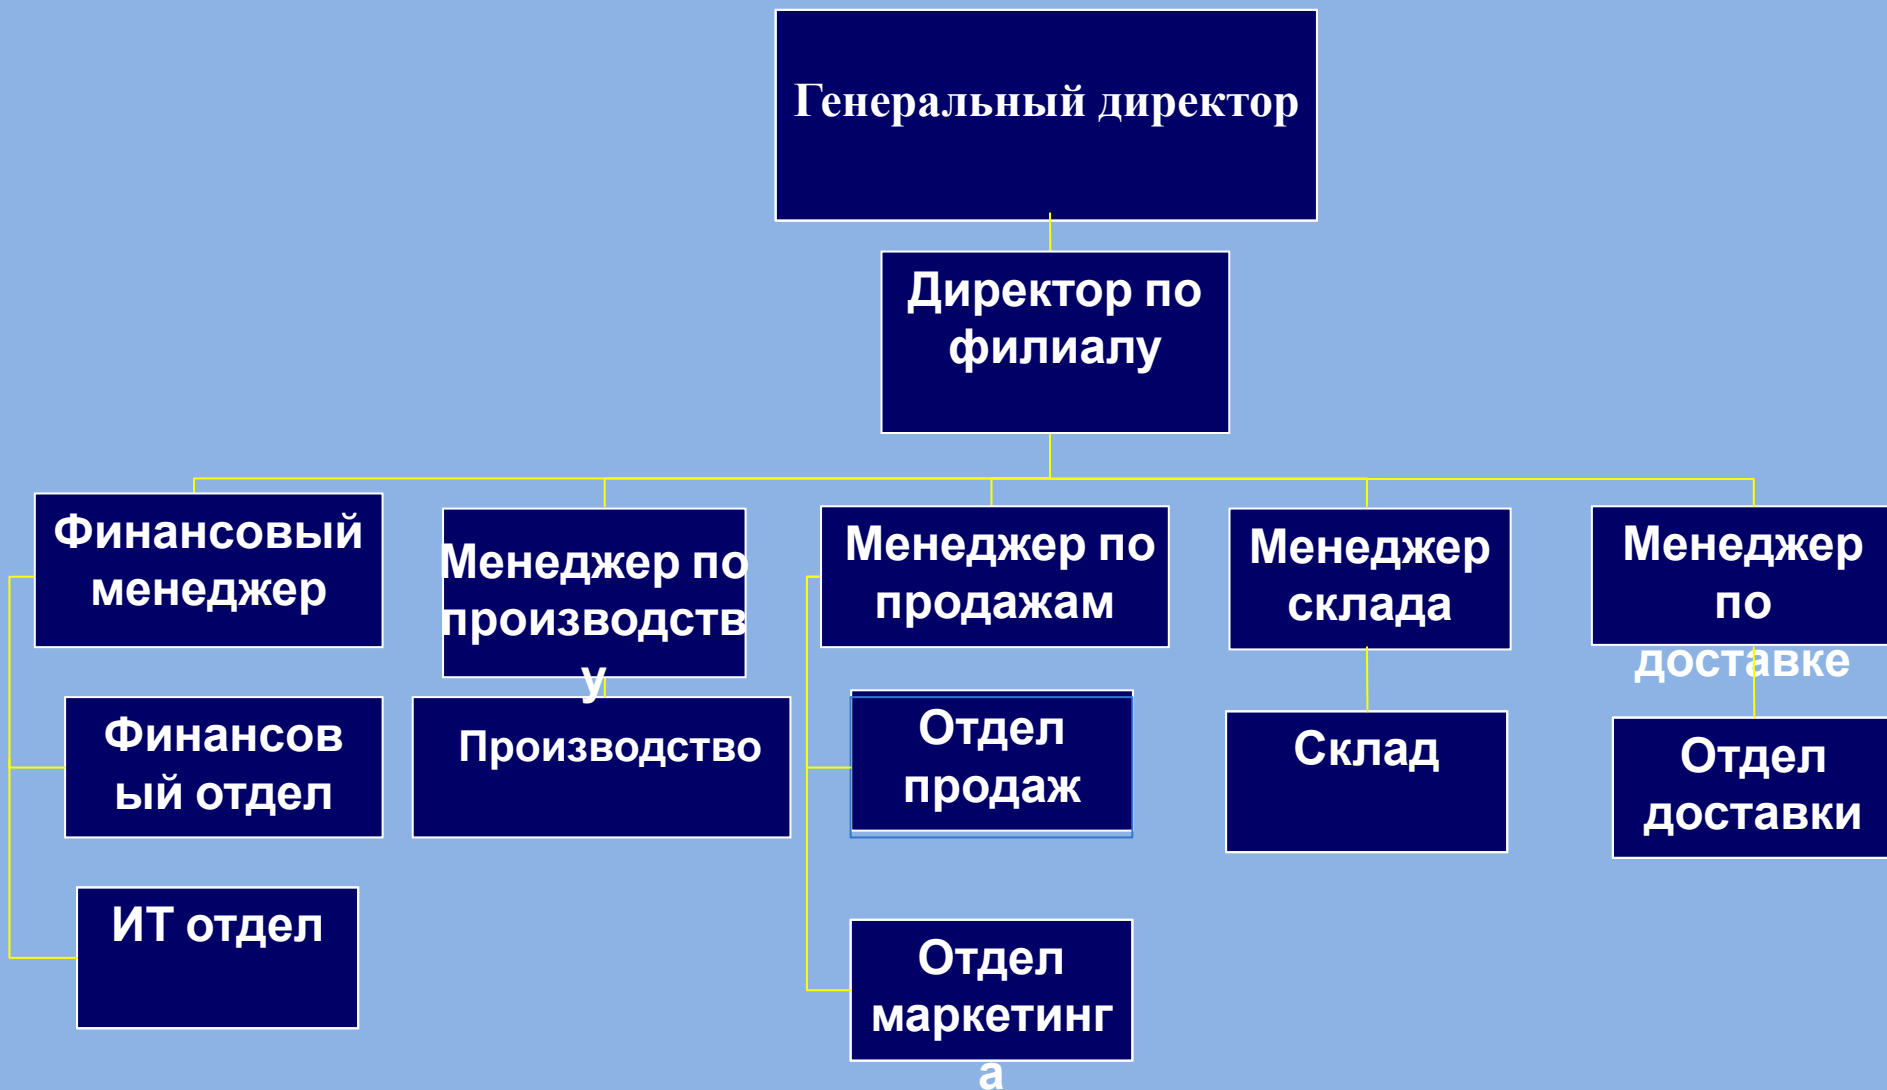 Генеральный директор
Директор по
филиалу
Финансовый
менеджер
Менеджер по
производств
у
Менеджер по
продажам
Менеджер
склада
Менеджер
по
доставке
Финансов
ый отдел
Производство
Отдел
продаж
Склад
Отдел
доставки
ИТ отдел
Отдел
маркетинг
а